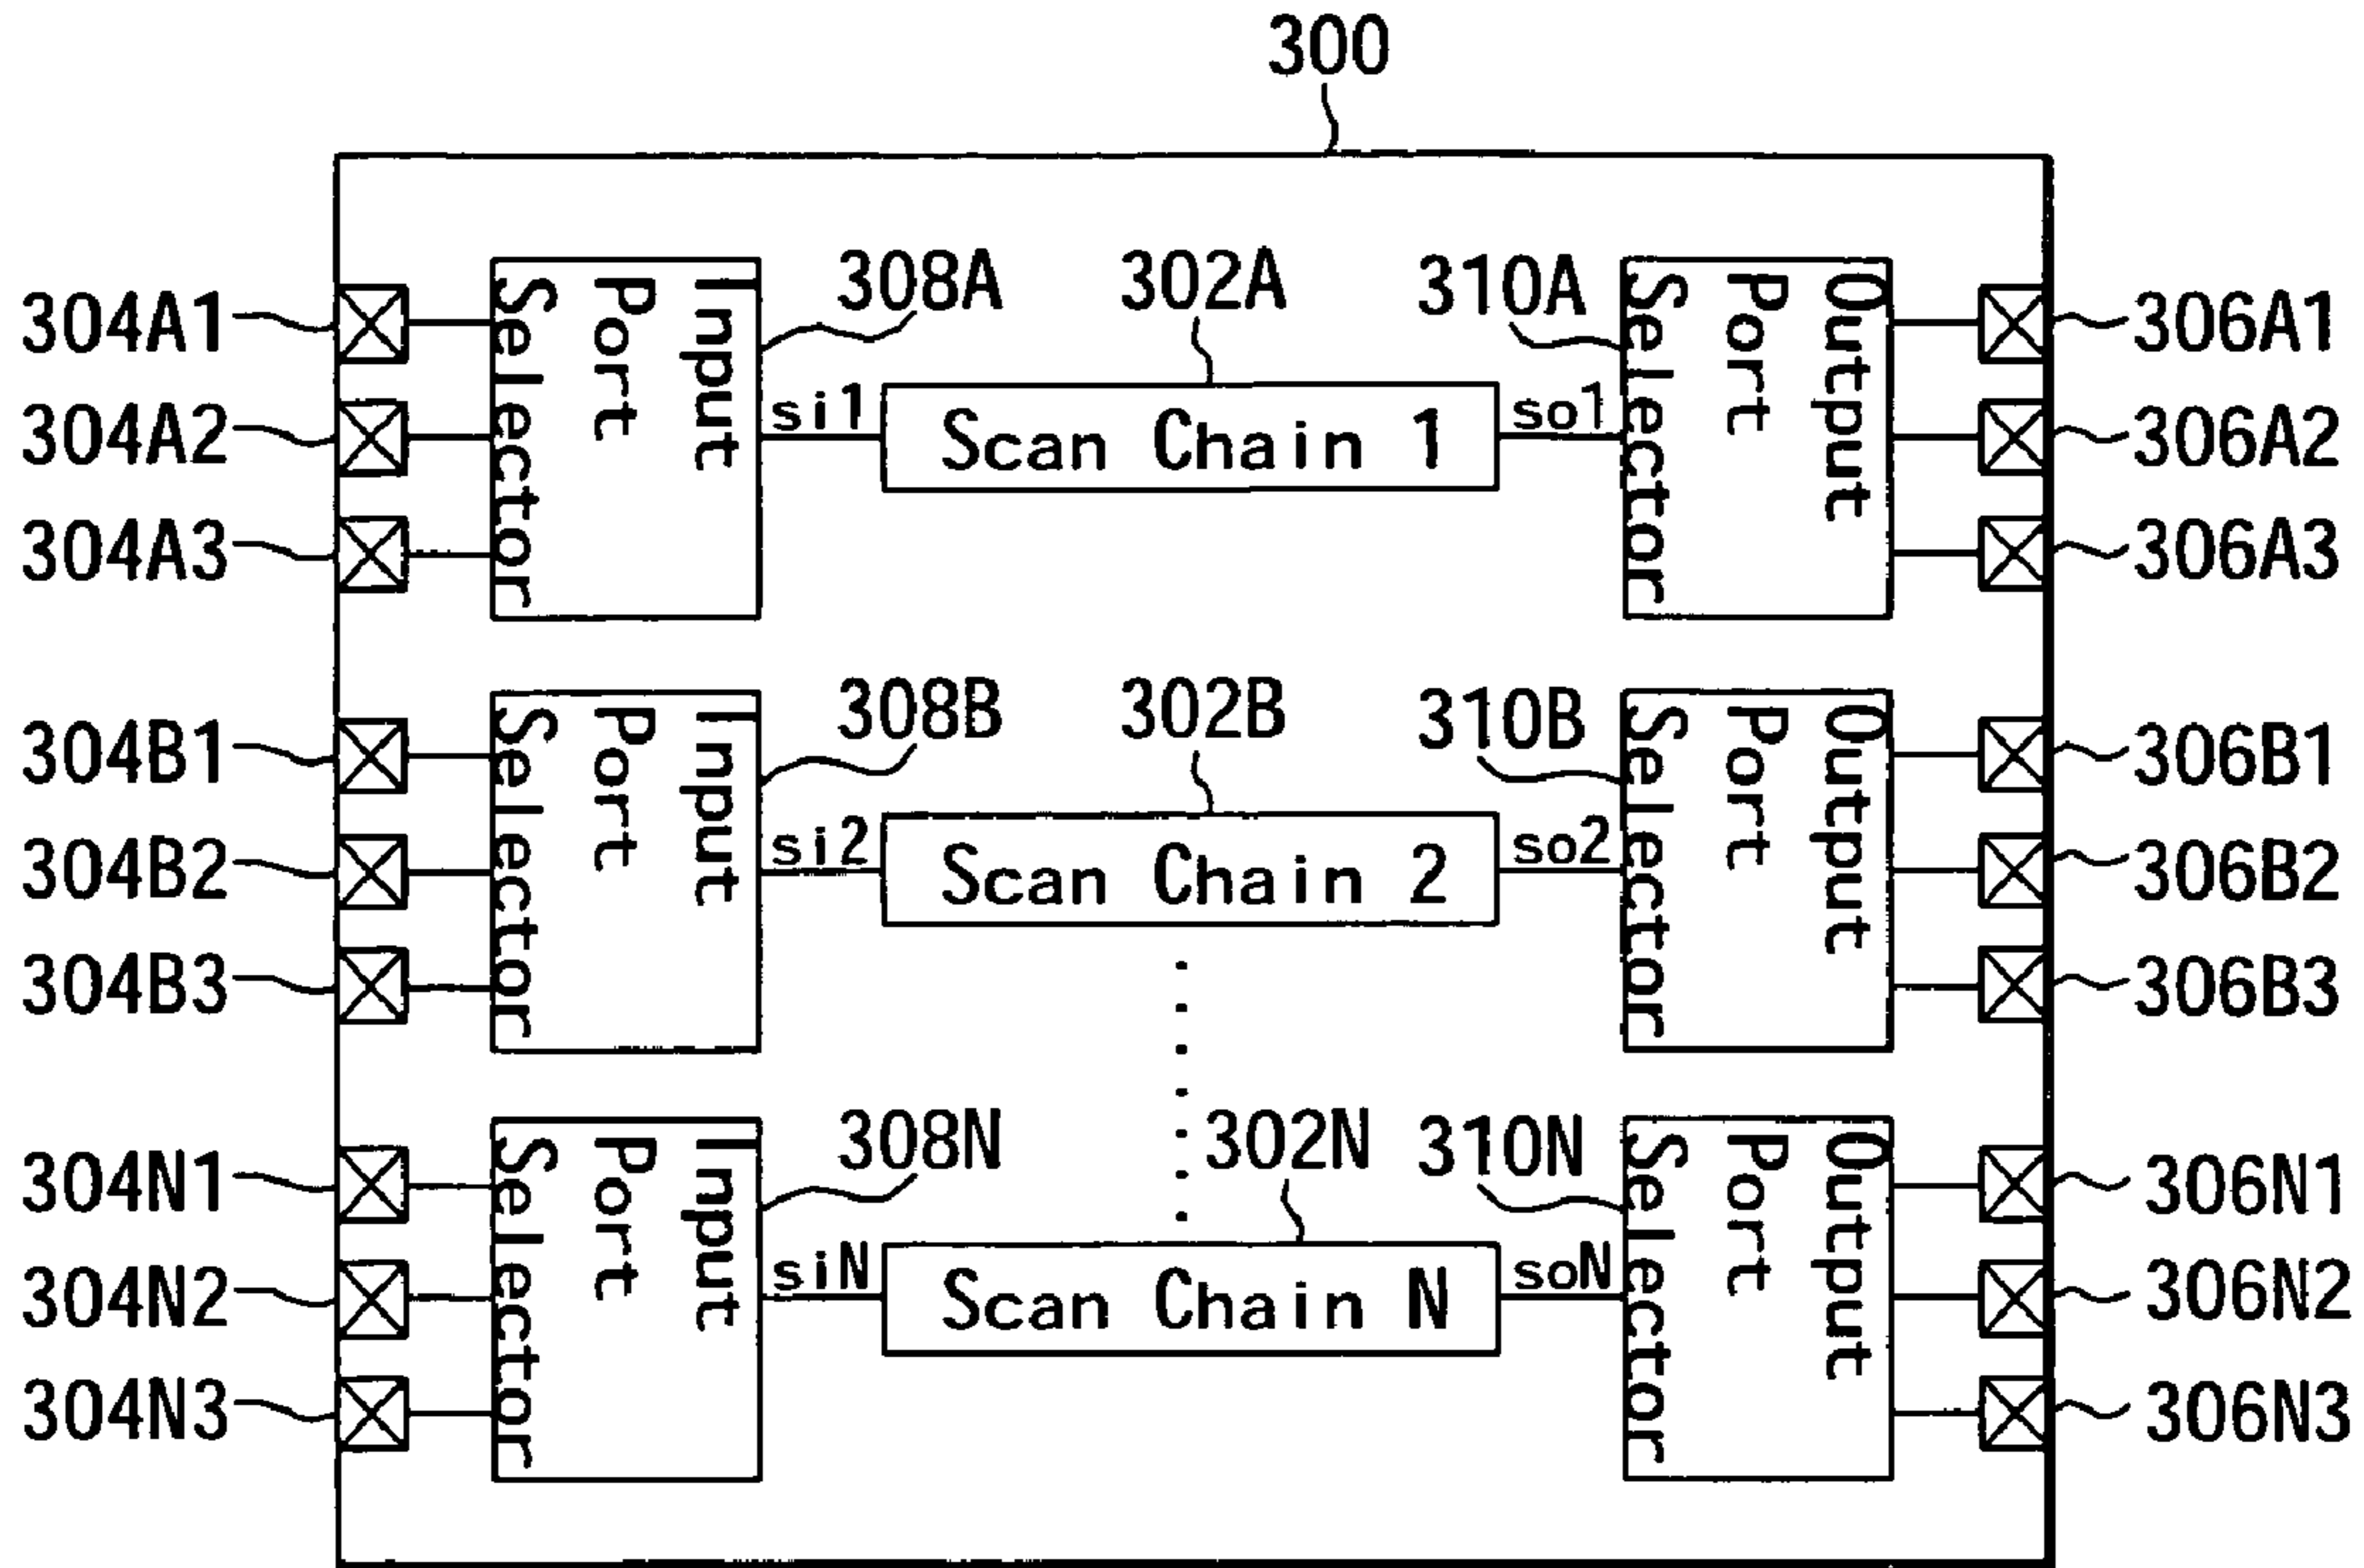 300
304A1
304A2
304A3
Input
Port
Selector
308A
si1
302A
Scan Chain 1
so1
310A
Output
Port
Selector
306A1
306A2
306A3
304B1
304B2
304B3
Input
Port
Selector
308B
si2
302B
Scan Chain 2
so2
310B
Output
Port
Selector
306B1
306B2
306B3
304N1
304N2
304N3
Input
Port
Selector
308N
siN
302N
Scan Chain N
soN
310N
Output
Port
Selector
306N1
306N2
306N3